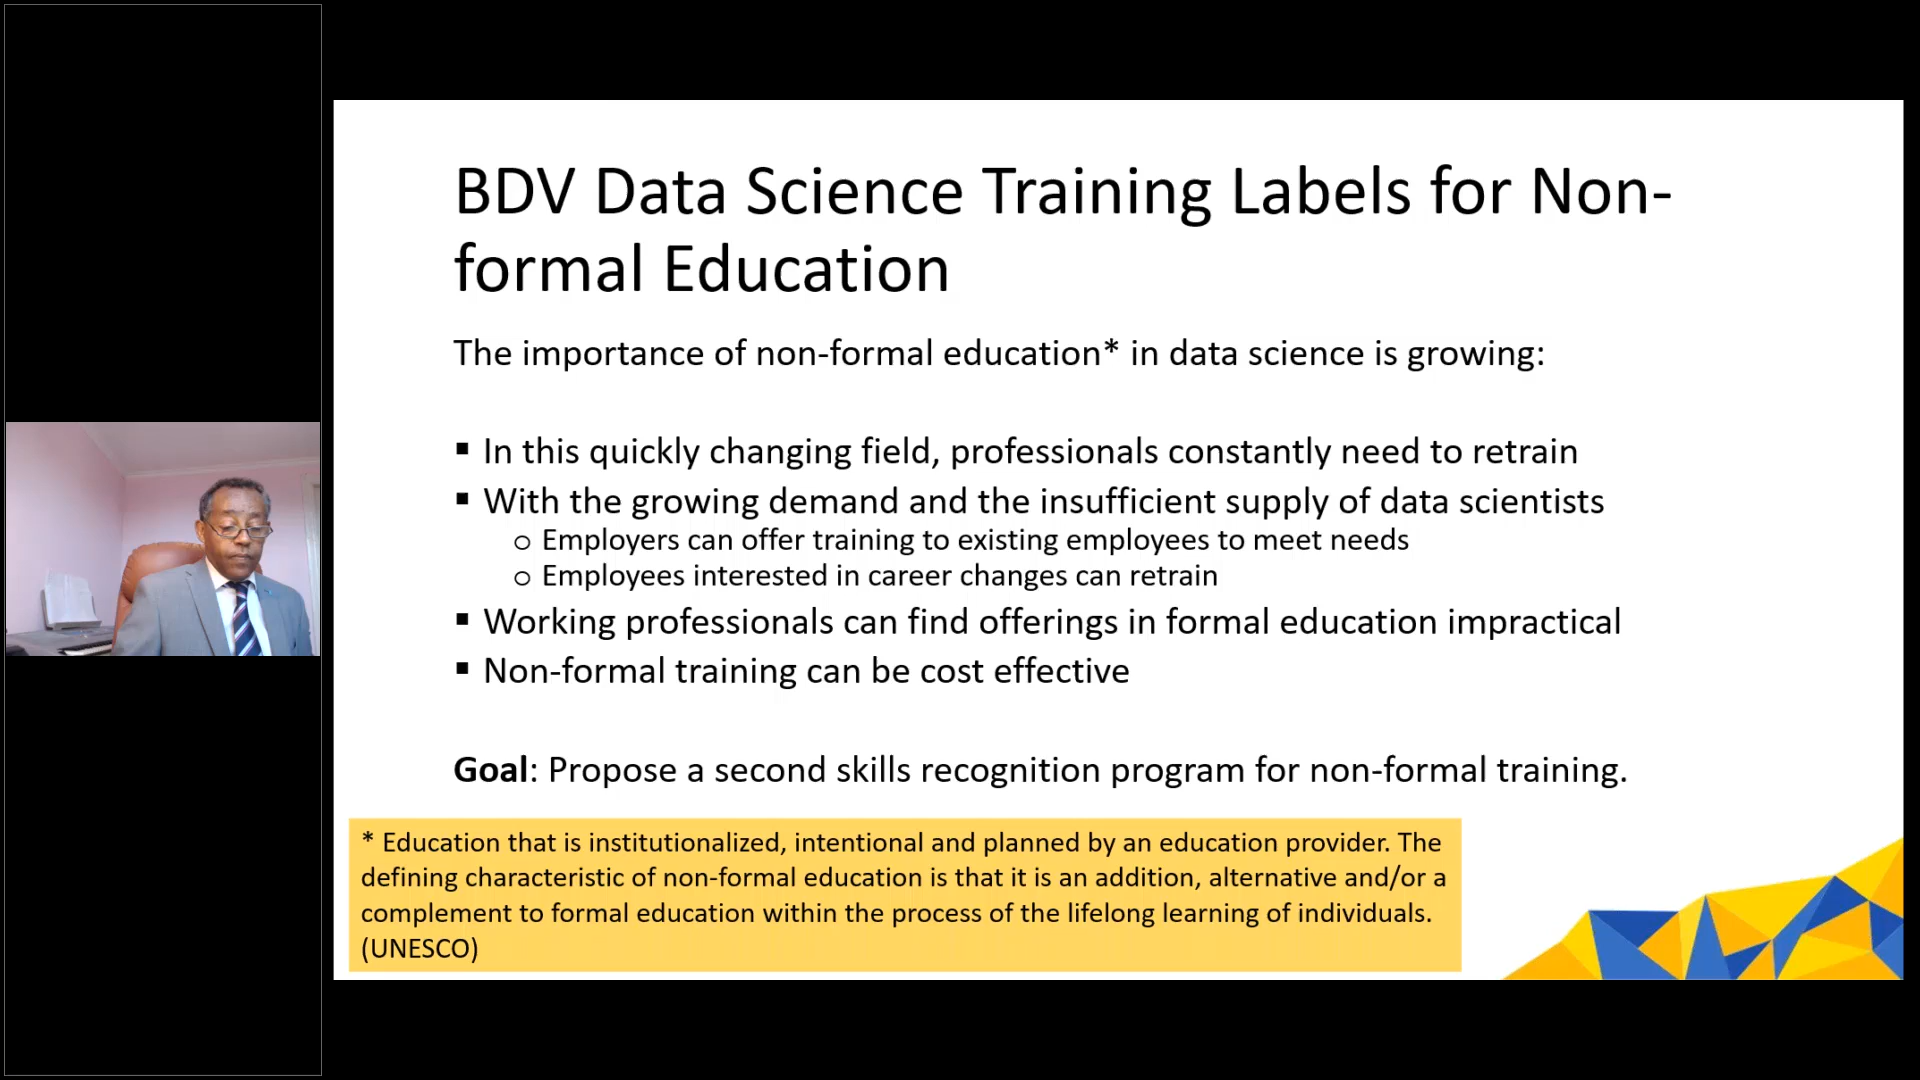 BDV Data Science Training Labels for Non-
formal Education
The importance of non-formal education* in data science is growing:
▪ In this quickly changing field, professionals constantly need to retrain
▪ With the growing demand and the insufficient supply of data scientists
o Employers can offer training to existing employees to meet needs
o Employees interested in career changes can retrain
▪ Working professionals can find offerings in formal education impractical
▪ Non-formal training can be cost effective
Goal: Propose a second skills recognition program for non-formal training.
* Education that is institutionalized, intentional and planned by an education provider. The
defining characteristic of non-formal education is that it is an addition, alternative and/or a
complement to formal education within the process of the lifelong learning of individuals.
(UNESCO)